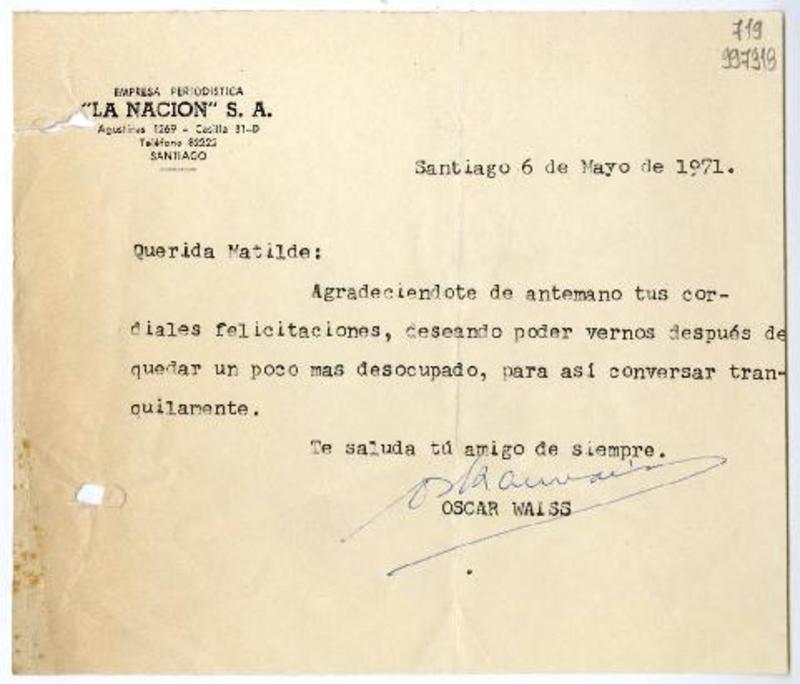 719
997318
EMPRESA PERIODISTICA
"LA NACION" S. A.
Agustinas 1269 - Casilla 81-D
Teléfono 82222
SANTIAGO
Santiago 6 de Mayo de 1971.
Querida Matilde:
Agradeciendote de antemano tus cor-
diales felicitaciones, deseando poder vernos después de
quedar un poco mas desocupado, para así conversar tran-
quilamente.
Te saluda tú amigo de siempre.
OSCAR WAISS